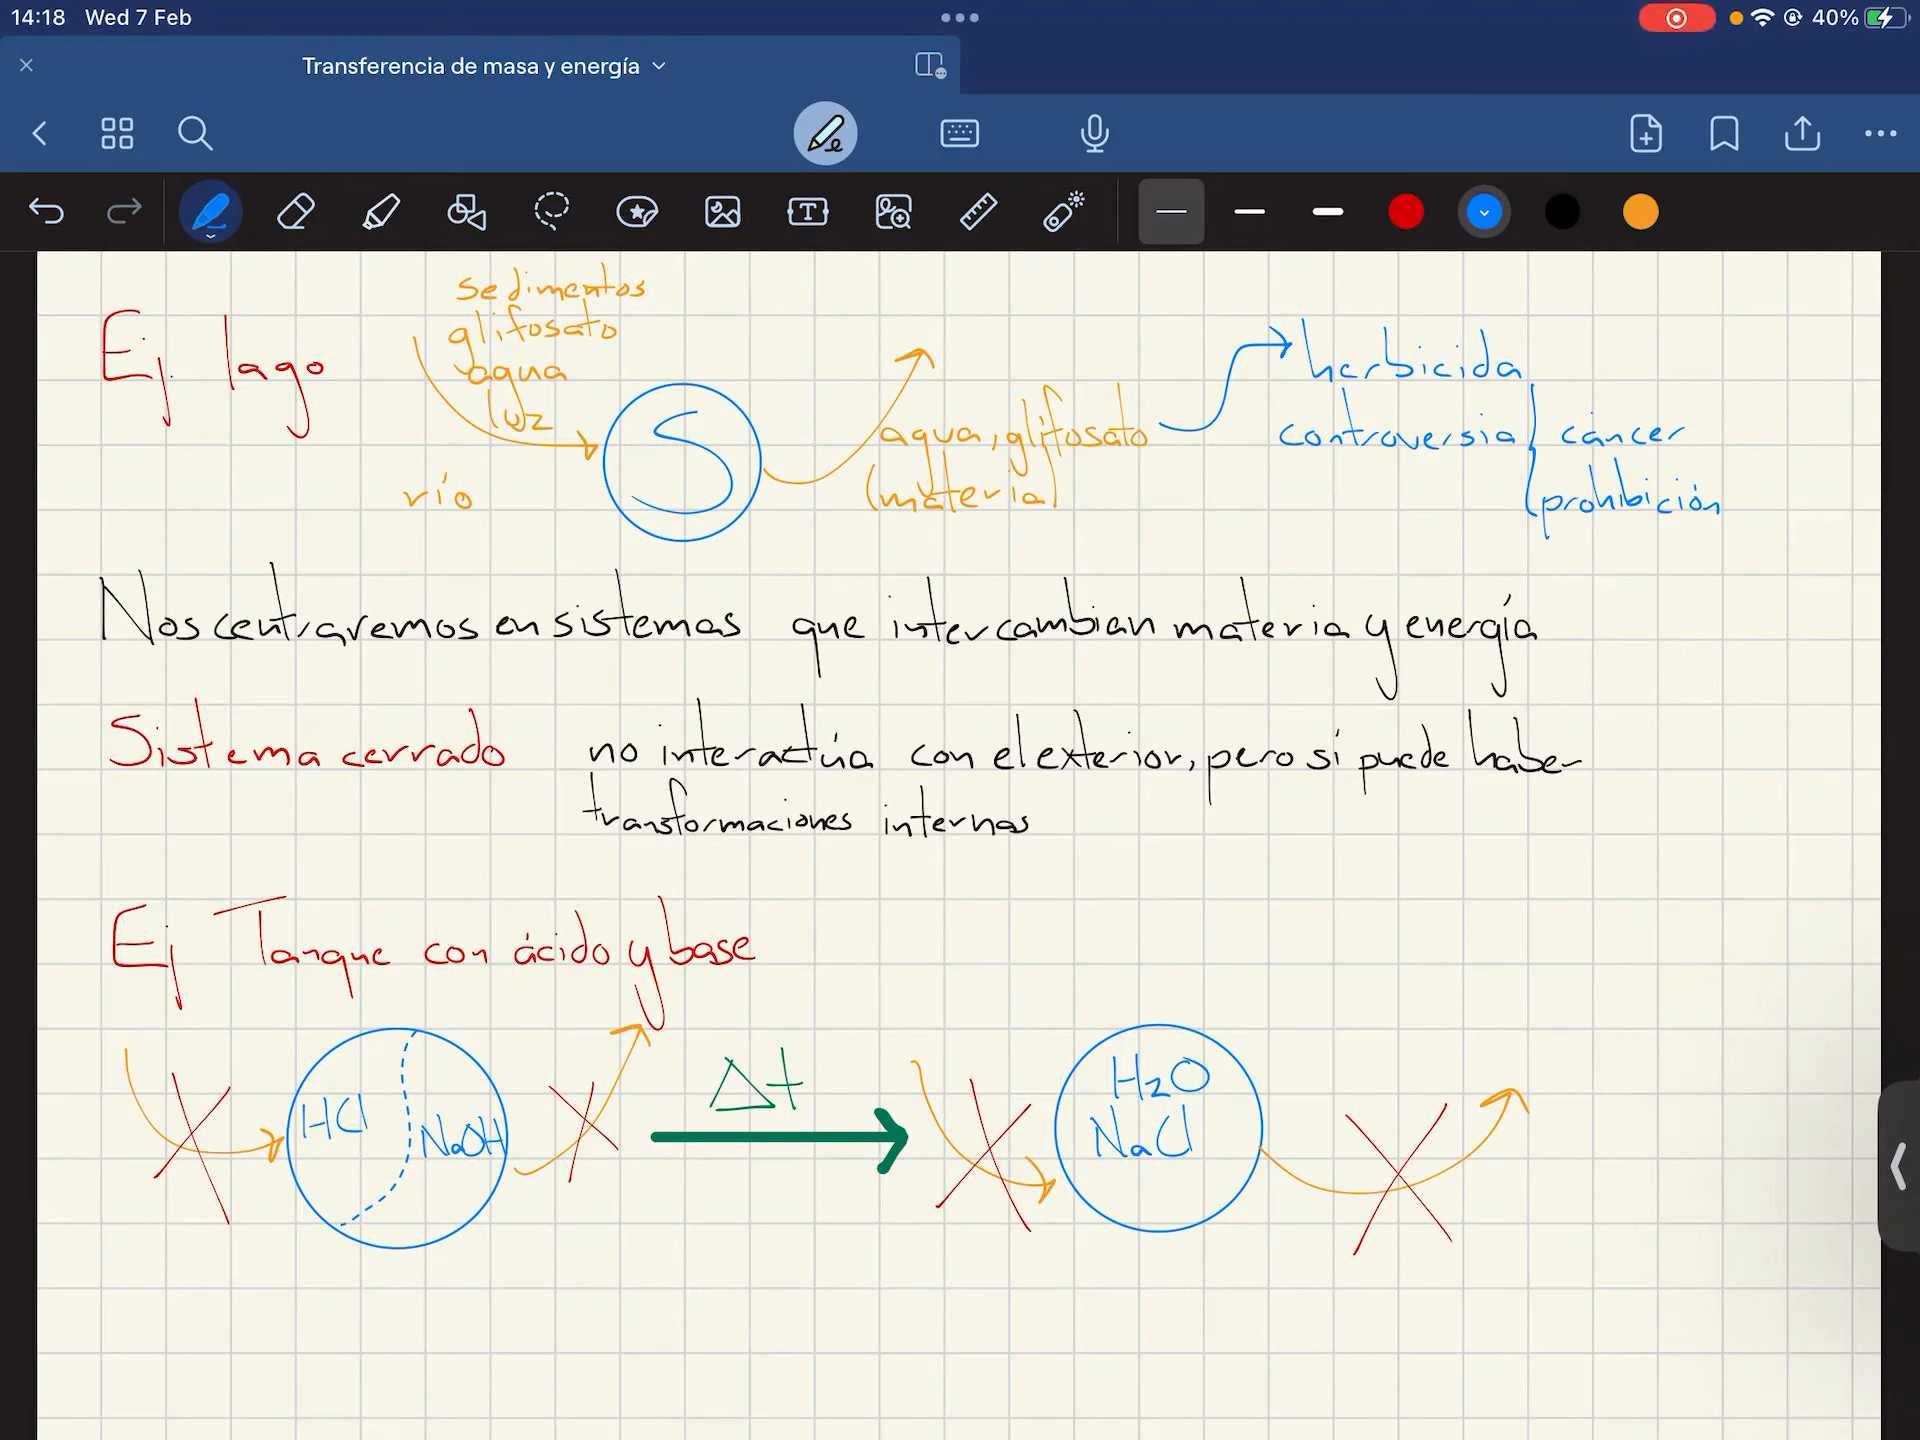 14:18 Wed 7 Feb
40%
Transferencia de masa y energía
Ej. lago
sedimentos
glifosato
agua
luz
río
S
agua, glifosato
(materia)
herbicida
controversia { cáncer
prohibición
Nos centraremos en sistemas que intercambian materia y energía
Sistema cerrado no interactúa con el exterior, pero sí puede haber
transformaciones internas
Ej Tanque con ácido y base
HCl NaOH
Δt
H2O
NaCl